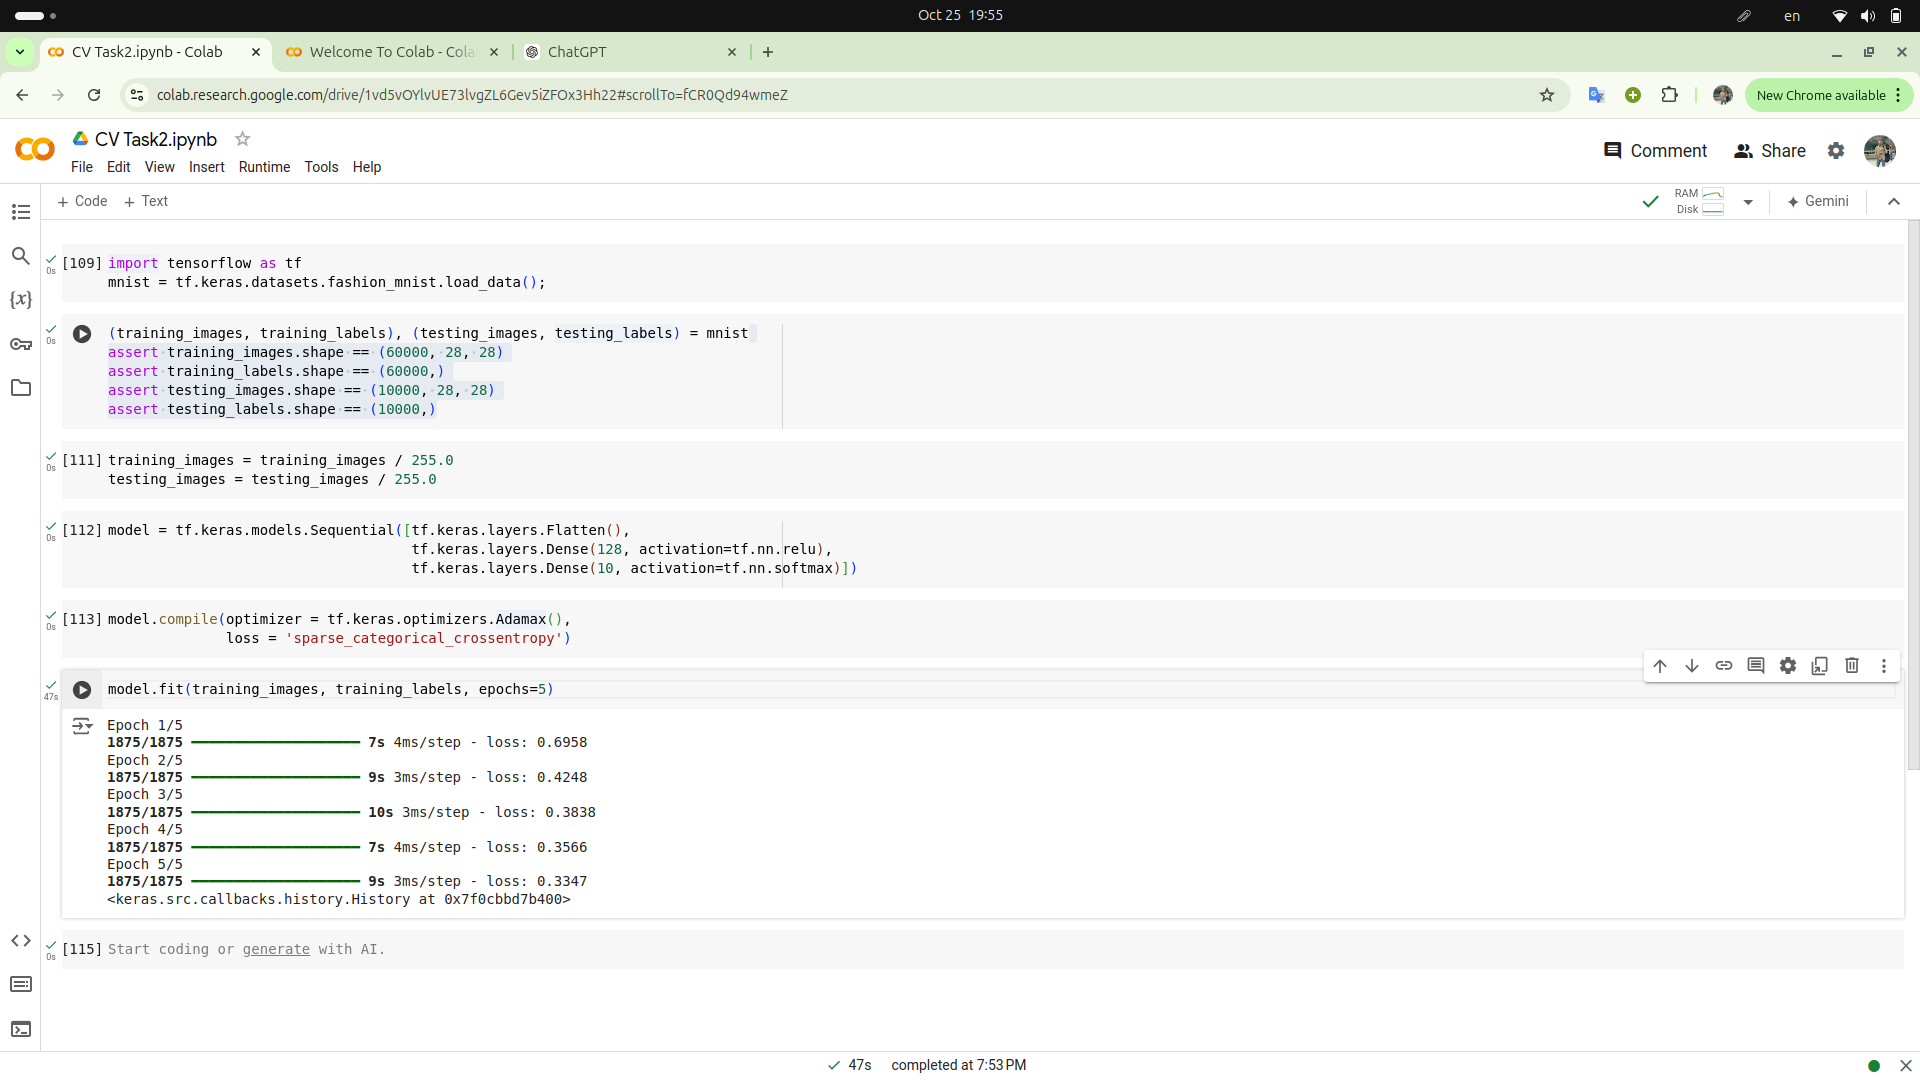 Oct 25 19:55
en
CV Task2.ipynb - Colab
Welcome To Colab - Cola
ChatGPT
colab.research.google.com/drive/1vd5vOYlvUE73lvgZL6Gev5iZFOx3Hh22#scrollTo=fCR0Qd94wmeZ
New Chrome available
CV Task2.ipynb
File Edit View Insert Runtime Tools Help
Comment
Share
+ Code + Text
RAM
Disk
Gemini
0s
[109] import tensorflow as tf
mnist = tf.keras.datasets.fashion_mnist.load_data();
0s
(training_images, training_labels), (testing_images, testing_labels) = mnist
assert training_images.shape == (60000, 28, 28)
assert training_labels.shape == (60000,)
assert testing_images.shape == (10000, 28, 28)
assert testing_labels.shape == (10000,)
0s
[111] training_images = training_images / 255.0
testing_images = testing_images / 255.0
0s
[112] model = tf.keras.models.Sequential([tf.keras.layers.Flatten(),
tf.keras.layers.Dense(128, activation=tf.nn.relu),
tf.keras.layers.Dense(10, activation=tf.nn.softmax)])
0s
[113] model.compile(optimizer = tf.keras.optimizers.Adamax(),
loss = 'sparse_categorical_crossentropy')
47s
model.fit(training_images, training_labels, epochs=5)
Epoch 1/5
1875/1875 7s 4ms/step - loss: 0.6958
Epoch 2/5
1875/1875 9s 3ms/step - loss: 0.4248
Epoch 3/5
1875/1875 10s 3ms/step - loss: 0.3838
Epoch 4/5
1875/1875 7s 4ms/step - loss: 0.3566
Epoch 5/5
1875/1875 9s 3ms/step - loss: 0.3347
<keras.src.callbacks.history.History at 0x7f0cbbd7b400>
0s
[115] Start coding or generate with AI.
47s completed at 7:53 PM